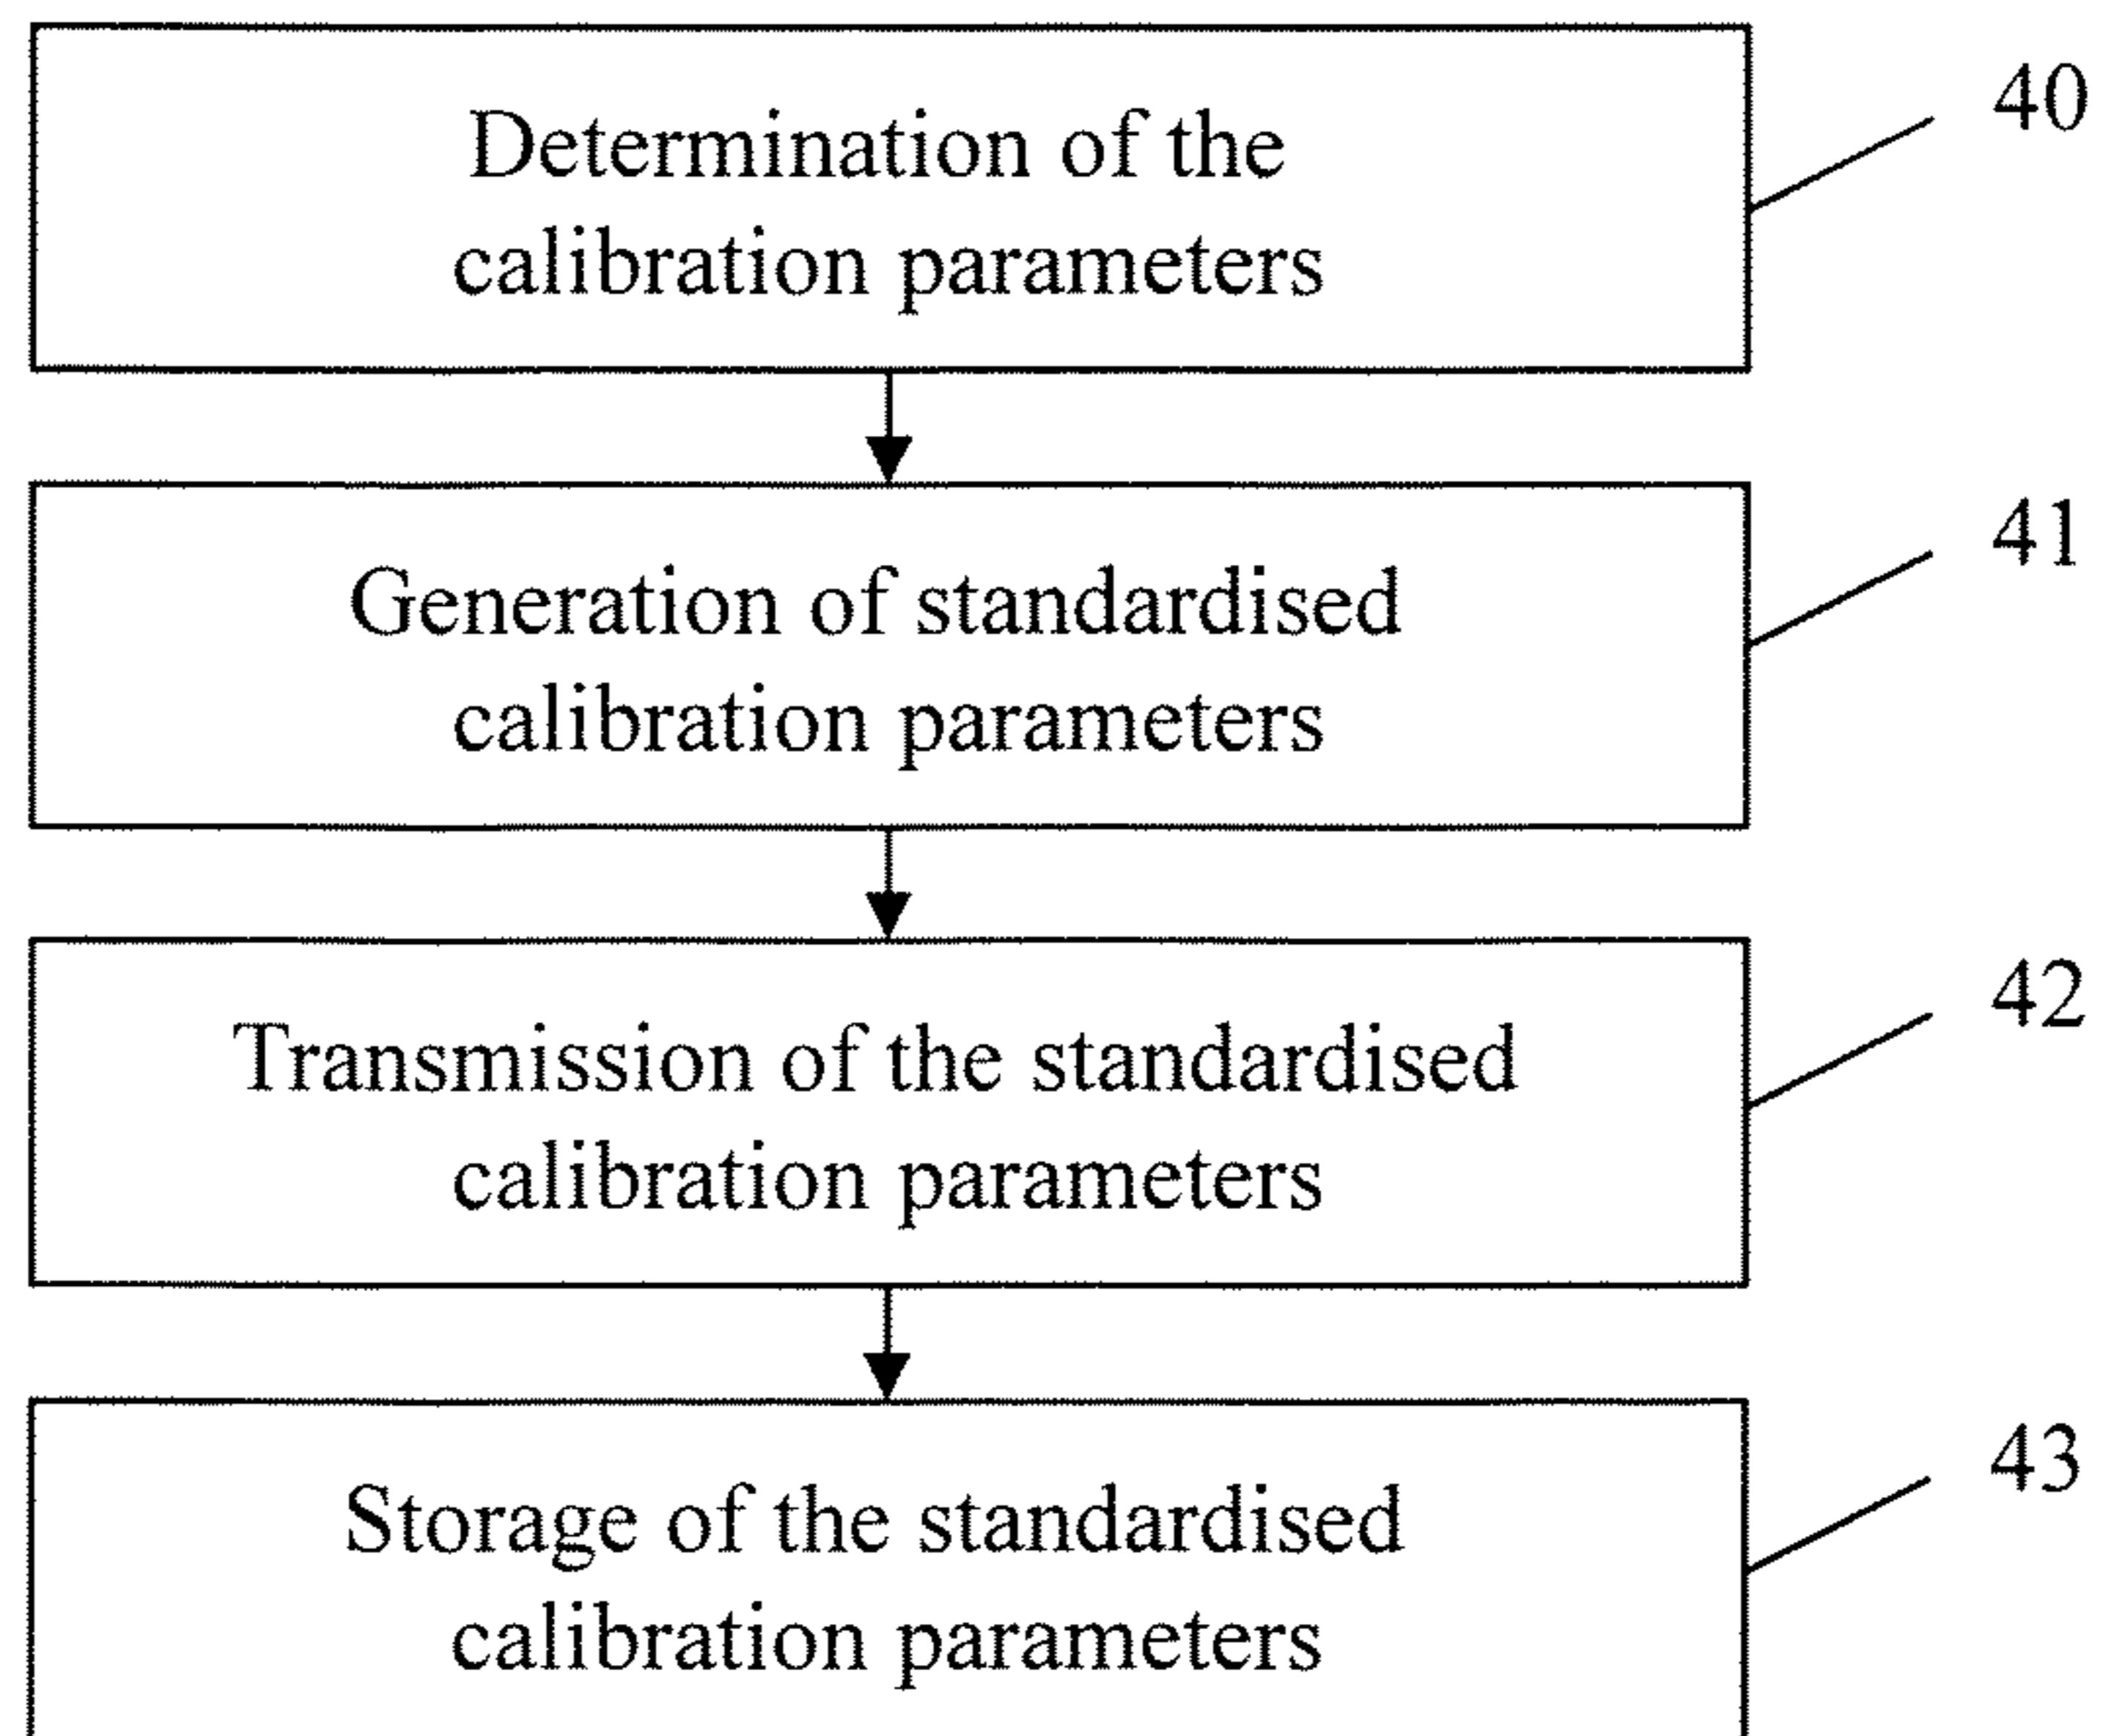 Determination of the
calibration parameters
40
Generation of standardised
calibration parameters
41
Transmission of the standardised
calibration parameters
42
Storage of the standardised
calibration parameters
43